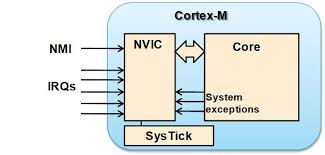 Cortex-M
NMI
NVIC
Core
IRQs
System
exceptions
SysTick